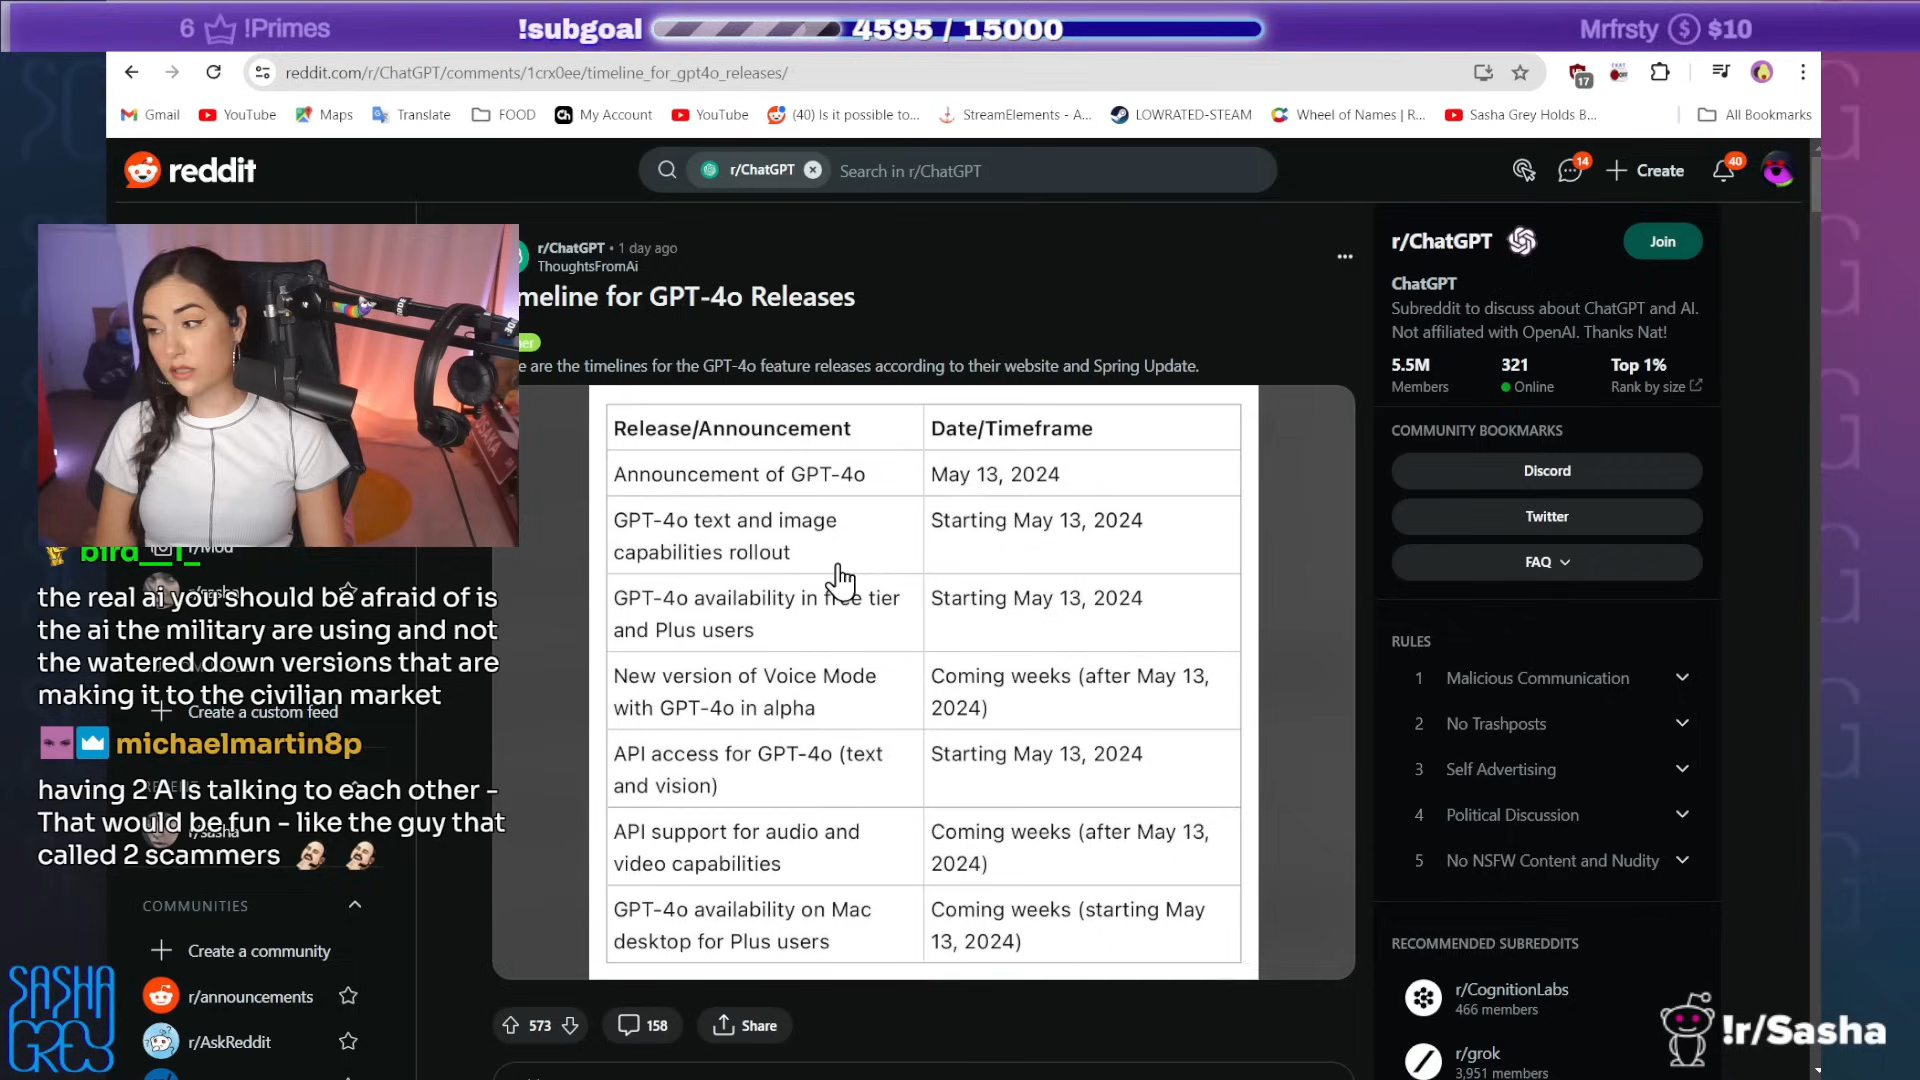 6 !Primes
!subgoal 4595 / 15000
Mrfrsty $ $10
reddit.com/r/ChatGPT/comments/1crx0ee/timeline_for_gpt4o_releases/
17
Gmail YouTube Maps Translate FOOD My Account YouTube (40) Is it possible to... StreamElements - A... LOWRATED-STEAM Wheel of Names | R... Sasha Grey Holds B... All Bookmarks
reddit
r/ChatGPT Search in r/ChatGPT
14 Create 40
r/ChatGPT • 1 day ago
ThoughtsFromAi
meline for GPT-4o Releases
er
e are the timelines for the GPT-4o feature releases according to their website and Spring Update.
Release/Announcement Date/Timeframe
Announcement of GPT-4o May 13, 2024
GPT-4o text and image Starting May 13, 2024
capabilities rollout
GPT-4o availability in free tier Starting May 13, 2024
and Plus users
New version of Voice Mode Coming weeks (after May 13,
with GPT-4o in alpha 2024)
API access for GPT-4o (text Starting May 13, 2024
and vision)
API support for audio and Coming weeks (after May 13,
video capabilities 2024)
GPT-4o availability on Mac Coming weeks (starting May
desktop for Plus users 13, 2024)
573 158 Share
r/ChatGPT
Join
ChatGPT
Subreddit to discuss about ChatGPT and AI.
Not affiliated with OpenAI. Thanks Nat!
5.5M 321 Top 1%
Members Online Rank by size
COMMUNITY BOOKMARKS
Discord
Twitter
FAQ
RULES
1 Malicious Communication
2 No Trashposts
3 Self Advertising
4 Political Discussion
5 No NSFW Content and Nudity
RECOMMENDED SUBREDDITS
r/CognitionLabs
466 members
r/grok
3,951 members
r/Mod
r/sasha
the real ai you should be afraid of is
the ai the military are using and not
the watered down versions that are
making it to the civilian market
Create a custom feed
michaelmartin8p
having 2 A Is talking to each other -
That would be fun - like the guy that
r/sasha
called 2 scammers
COMMUNITIES
Create a community
r/announcements
r/AskReddit
SASHA
GREY
!r/Sasha